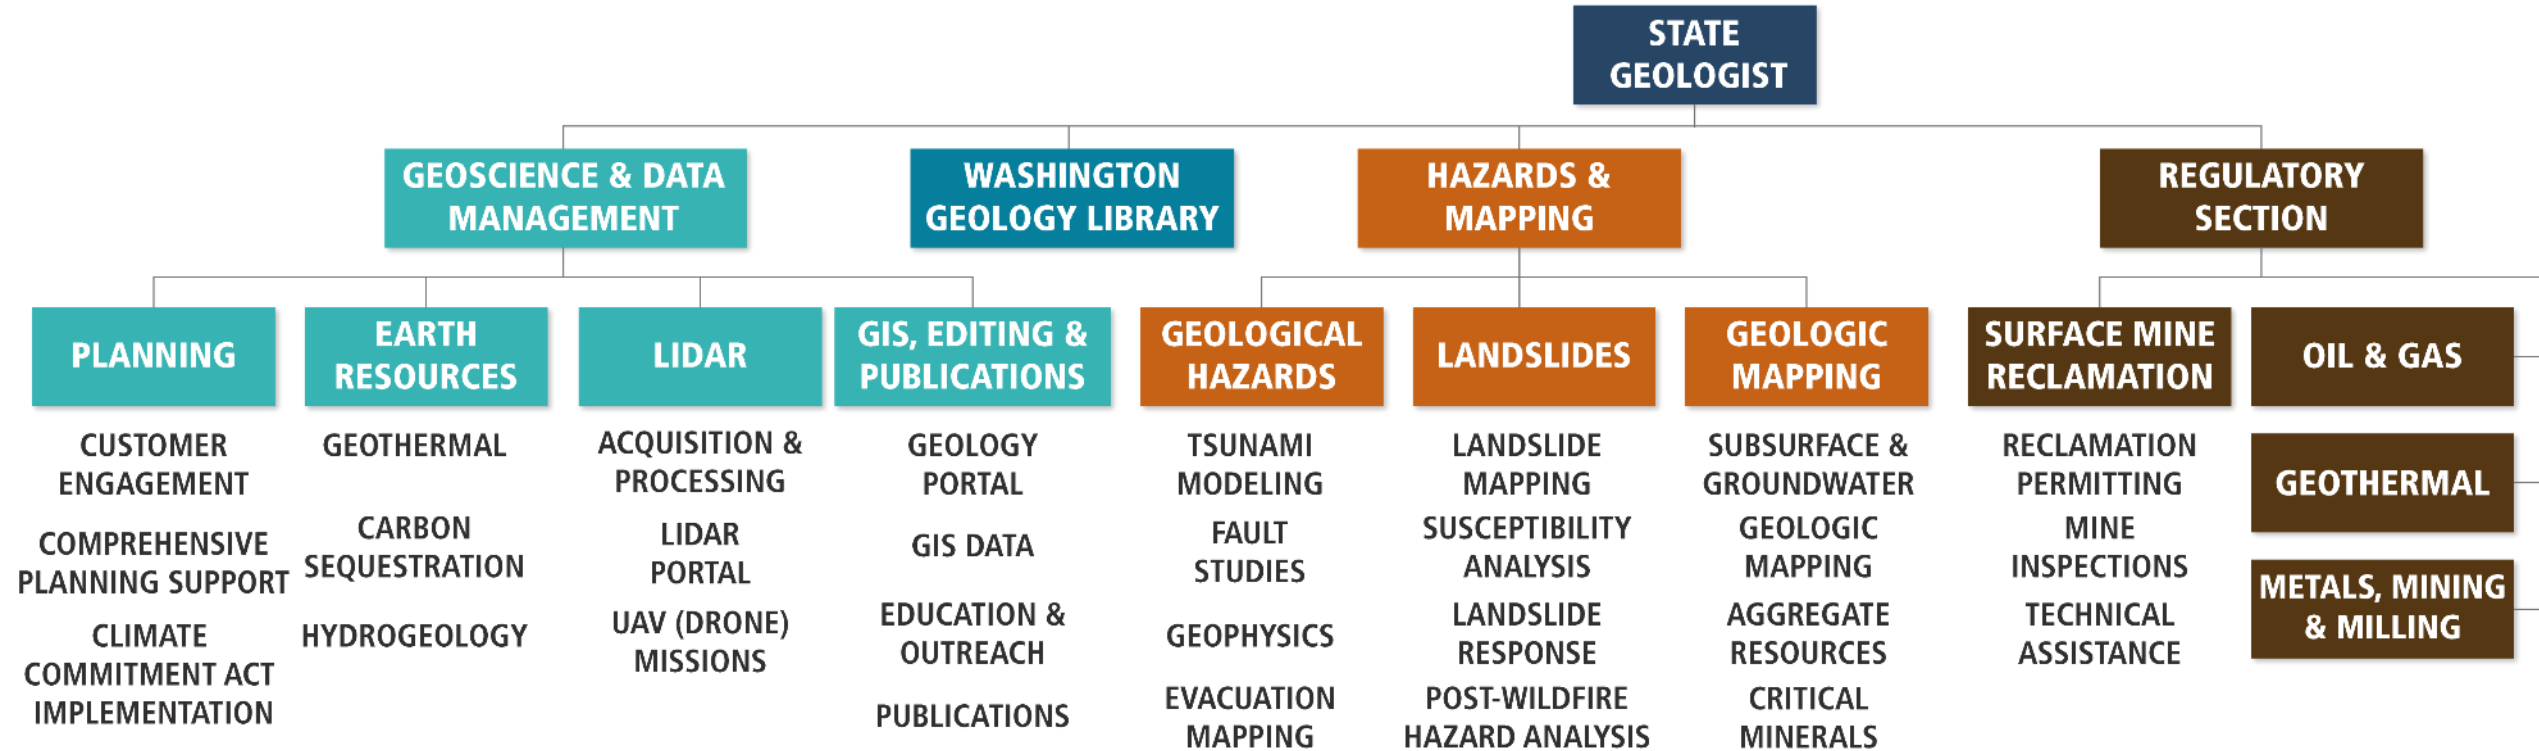 STATE
GEOLOGIST
GEOSCIENCE & DATA
MANAGEMENT
WASHINGTON
GEOLOGY LIBRARY
HAZARDS &
MAPPING
REGULATORY
SECTION
PLANNING
CUSTOMER
ENGAGEMENT
COMPREHENSIVE
PLANNING SUPPORT
CLIMATE
COMMITMENT ACT
IMPLEMENTATION
EARTH
RESOURCES
GEOTHERMAL
CARBON
SEQUESTRATION
HYDROGEOLOGY
LIDAR
ACQUISITION &
PROCESSING
LIDAR
PORTAL
UAV (DRONE)
MISSIONS
GIS, EDITING &
PUBLICATIONS
GEOLOGY
PORTAL
GIS DATA
EDUCATION &
OUTREACH
PUBLICATIONS
GEOLOGICAL
HAZARDS
TSUNAMI
MODELING
FAULT
STUDIES
GEOPHYSICS
EVACUATION
MAPPING
LANDSLIDES
LANDSLIDE
MAPPING
SUSCEPTIBILITY
ANALYSIS
LANDSLIDE
RESPONSE
POST-WILDFIRE
HAZARD ANALYSIS
GEOLOGIC
MAPPING
SUBSURFACE &
GROUNDWATER
GEOLOGIC
MAPPING
AGGREGATE
RESOURCES
CRITICAL
MINERALS
SURFACE MINE
RECLAMATION
RECLAMATION
PERMITTING
MINE
INSPECTIONS
TECHNICAL
ASSISTANCE
OIL & GAS
GEOTHERMAL
METALS, MINING
& MILLING